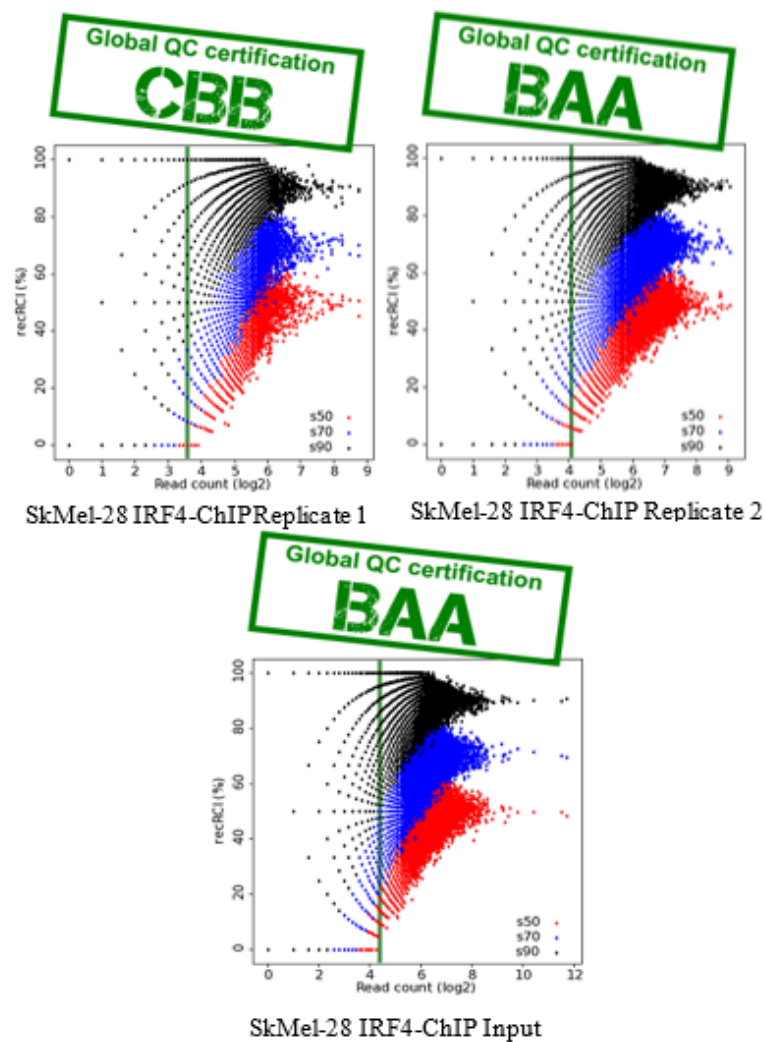 Global QC certification
CBB
100
80
60
40
20
0
recRCI (%)
s50
s70
s90
0 1 2 3 4 5 6 7 8 9
Read count (log2)
SkMel-28 IRF4-ChIPReplicate 1
Global QC certification
BAA
100
80
60
40
20
0
recRCI (%)
s50
s70
s90
0 1 2 3 4 5 6 7 8 9
Read count (log2)
SkMel-28 IRF4-ChIP Replicate 2
Global QC certification
BAA
100
80
60
40
20
0
recRCI (%)
s50
s70
s90
0 2 4 6 8 10 12
Read count (log2)
SkMel-28 IRF4-ChIP Input